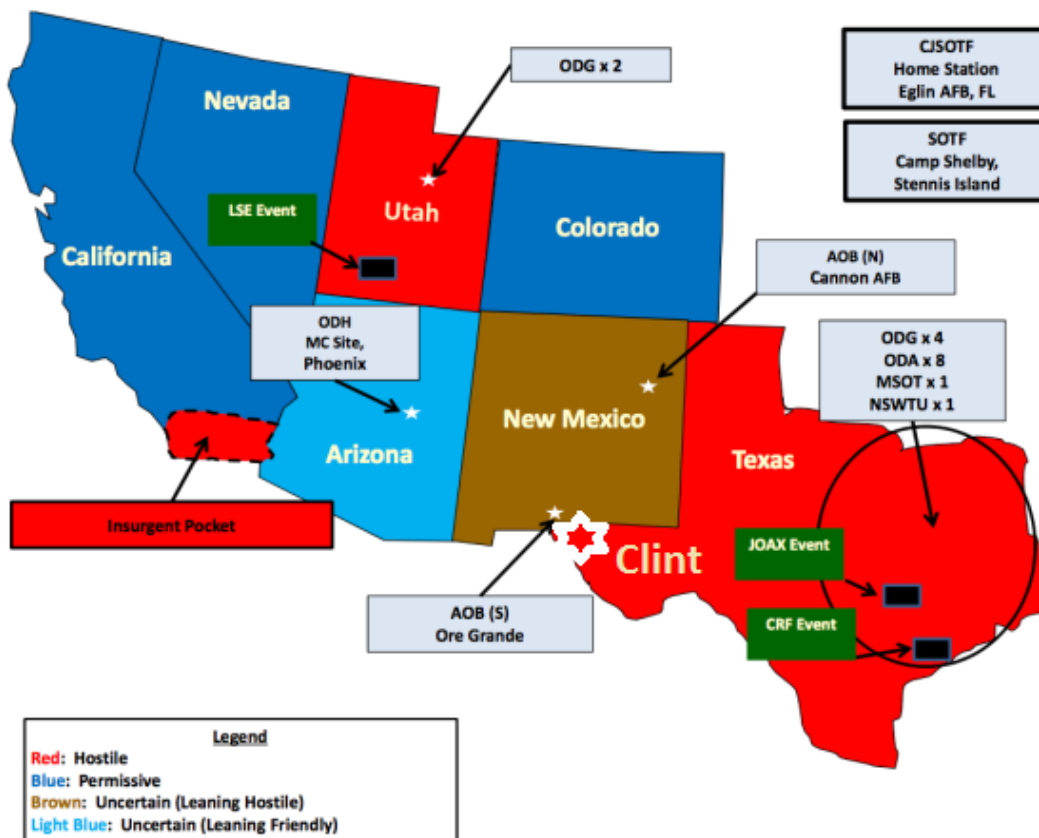 ODG x 2
CJSOTF
Home Station
Eglin AFB, FL
SOTF
Camp Shelby,
Stennis Island
Nevada
LSE Event
Utah
Colorado
California
AOB (N)
Cannon AFB
ODH
MC Site,
Phoenix
ODG x 4
ODA x 8
MSOT x 1
NSWTU x 1
New Mexico
Arizona
Texas
Insurgent Pocket
JOAX Event
Clint
AOB (S)
Ore Grande
CRF Event
Legend
Red: Hostile
Blue: Permissive
Brown: Uncertain (Leaning Hostile)
Light Blue: Uncertain (Leaning Friendly)